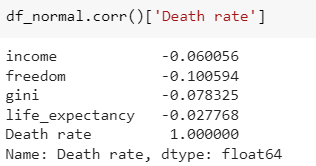 df_normal.corr()['Death rate']
income -0.060056
freedom -0.100594
gini -0.078325
life_expectancy -0.027768
Death rate 1.000000
Name: Death rate, dtype: float64